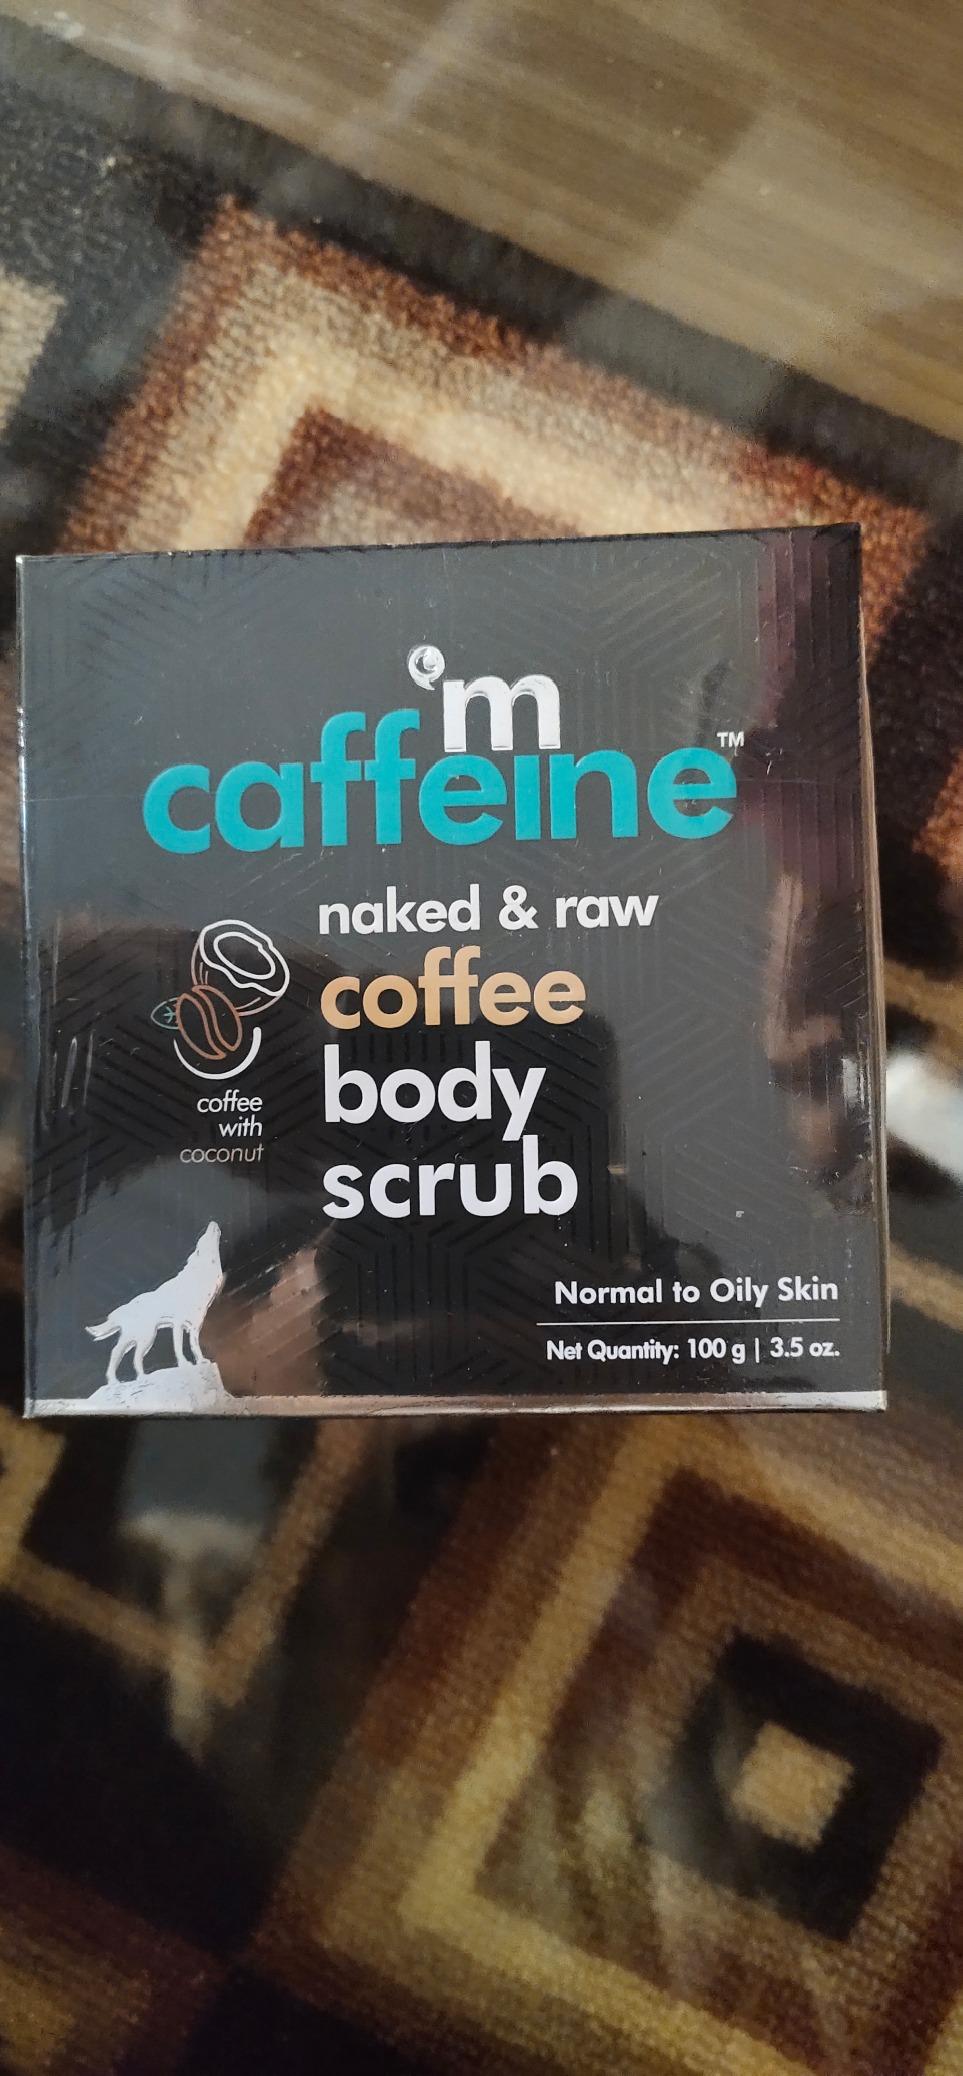 'm
caffeine™
naked & raw
coffee
body
scrub
coffee
with
coconut
Normal to Oily Skin
Net Quantity: 100 g | 3.5 oz.